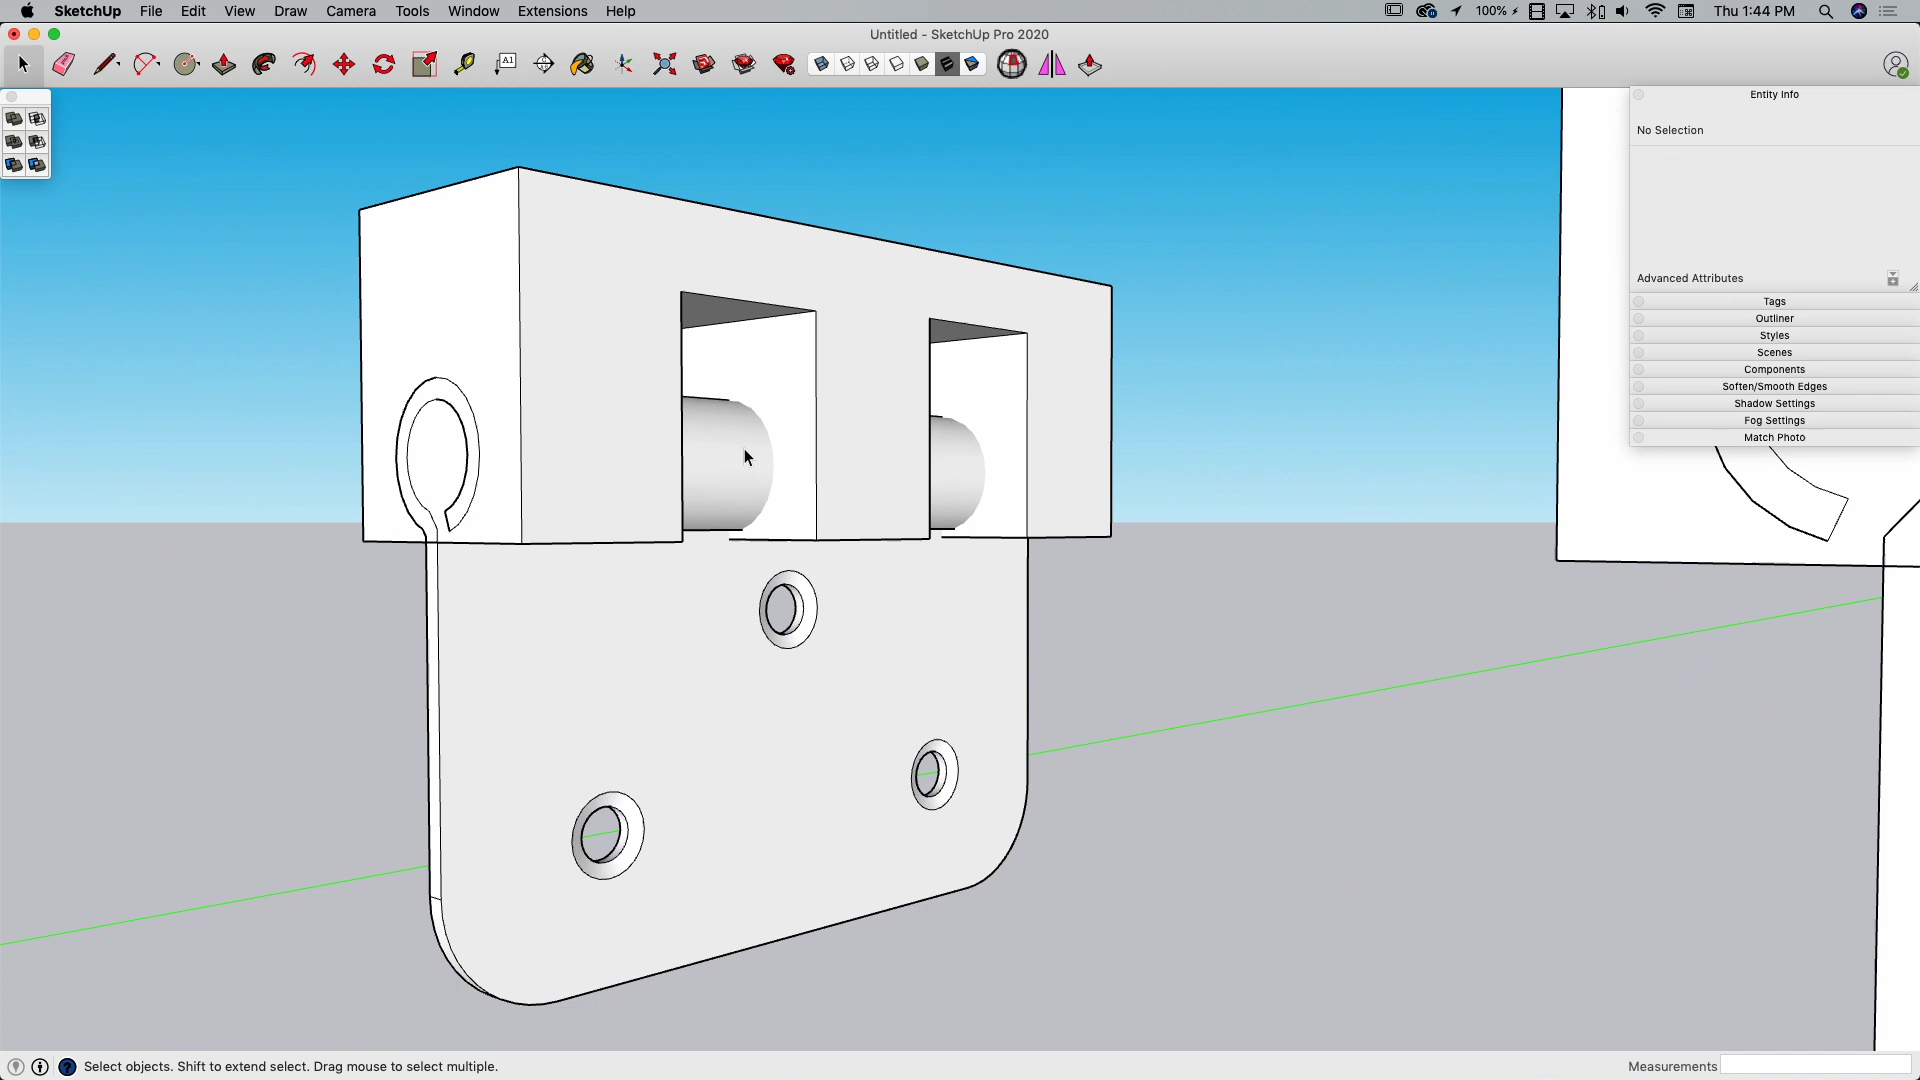 SketchUp File Edit View Draw Camera Tools Window Extensions Help 100% Thu 1:44 PM
Untitled - SketchUp Pro 2020
A1
Entity Info
No Selection
Advanced Attributes
Tags
Outliner
Styles
Scenes
Components
Soften/Smooth Edges
Shadow Settings
Fog Settings
Match Photo
Select objects. Shift to extend select. Drag mouse to select multiple.
Measurements